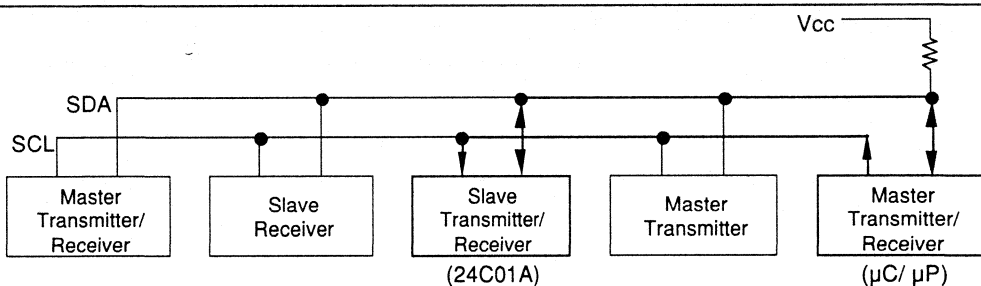 Vcc
SDA
SCL
Master
Transmitter/
Receiver
Slave
Receiver
Slave
Transmitter/
Receiver
(24C01A)
Master
Transmitter
Master
Transmitter/
Receiver
(µC/ µP)